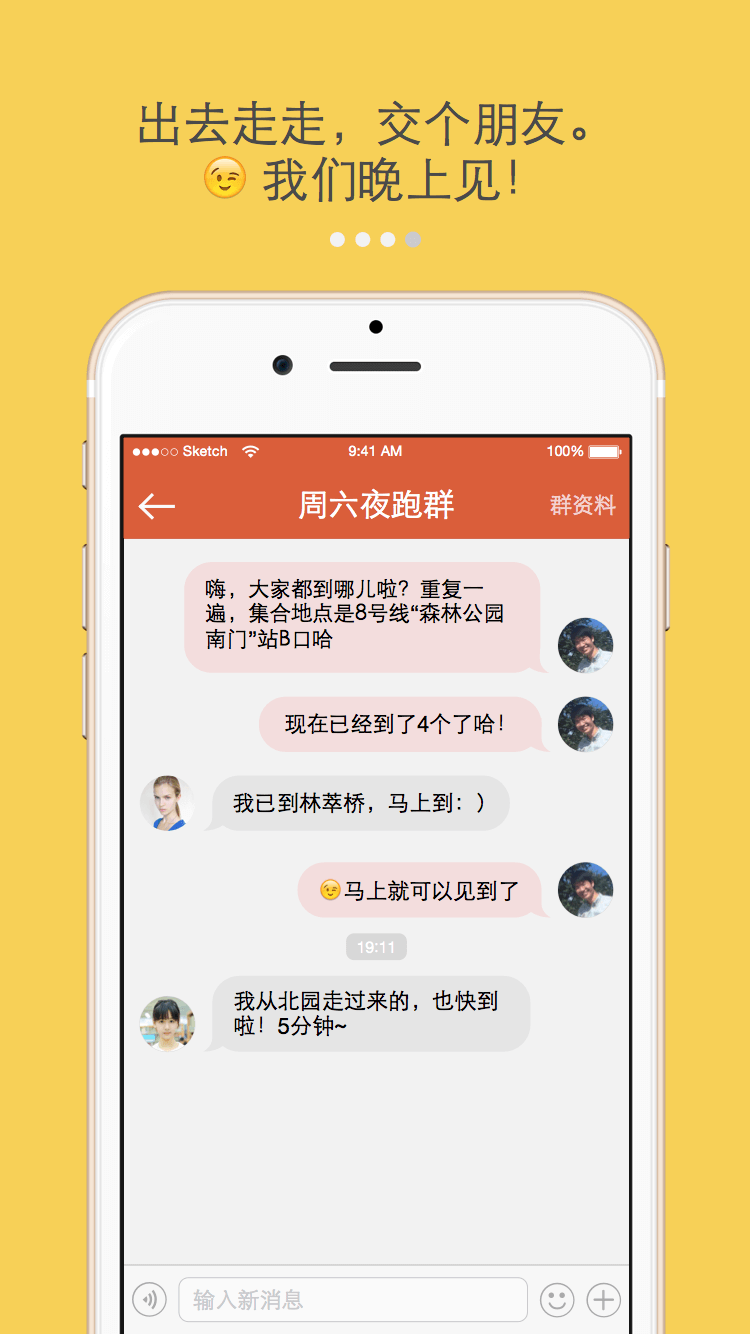 出去走走，交个朋友。
😉 我们晚上见！
●●●○○ Sketch 9:41 AM 100%
周六夜跑群 群资料
嗨，大家都到哪儿啦？重复一
遍，集合地点是8号线“森林公园
南门”站B口哈
现在已经到了4个了哈！
我已到林萃桥，马上到：）
😉马上就可以见到了
19:11
我从北园走过来的，也快到
啦！5分钟~
输入新消息